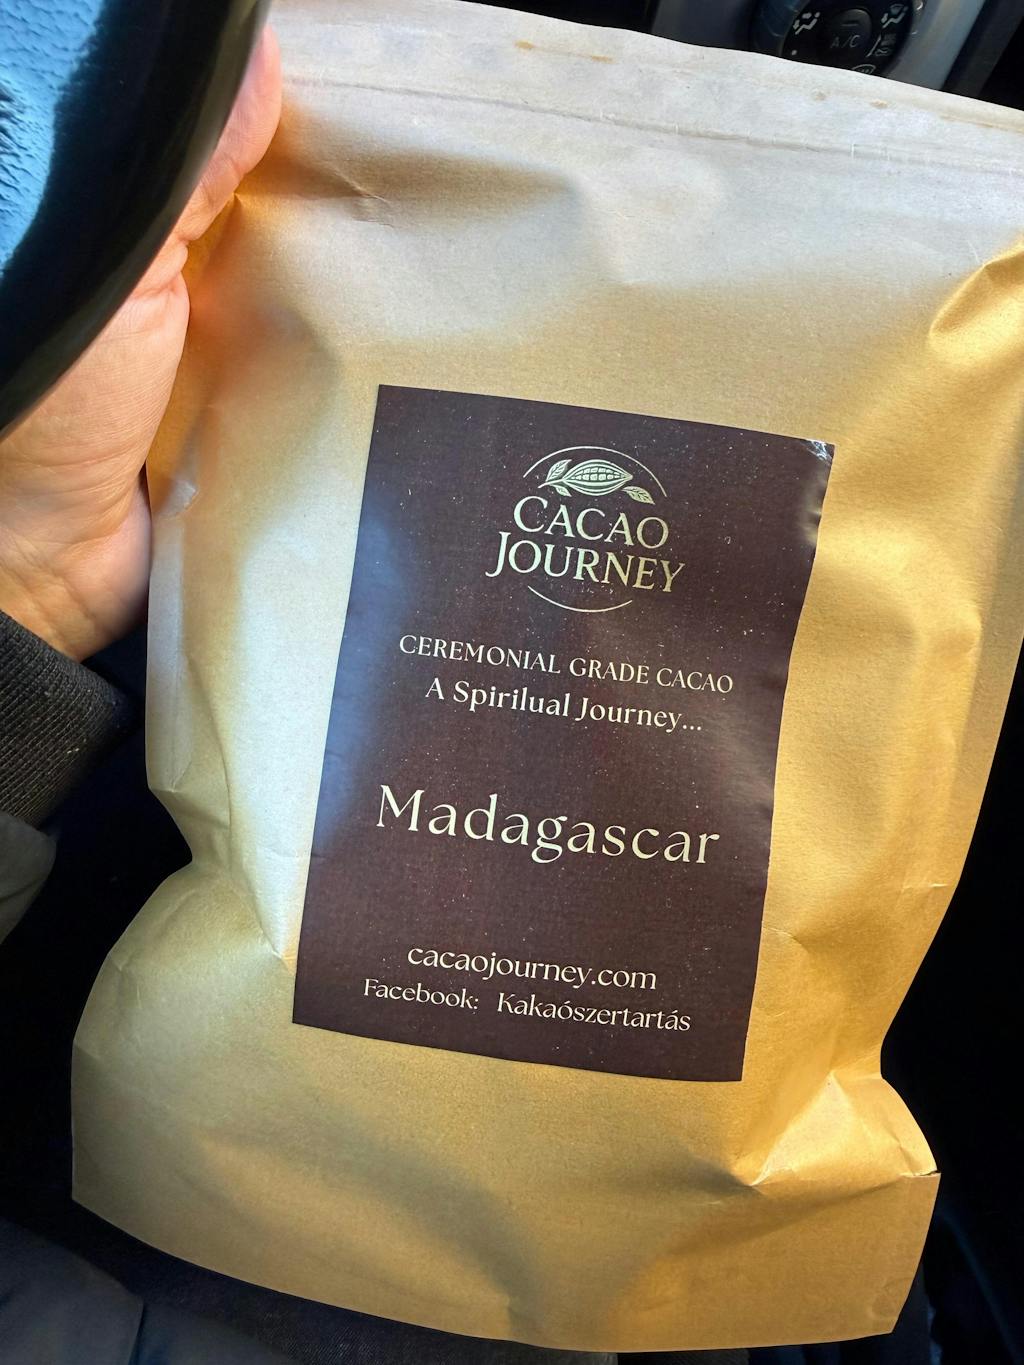 A/C
CACAO
JOURNEY
CEREMONIAL GRADE CACAO
A Spirilual Journey...
Madagascar
cacaojourney.com
Facebook: Kakaószertartás